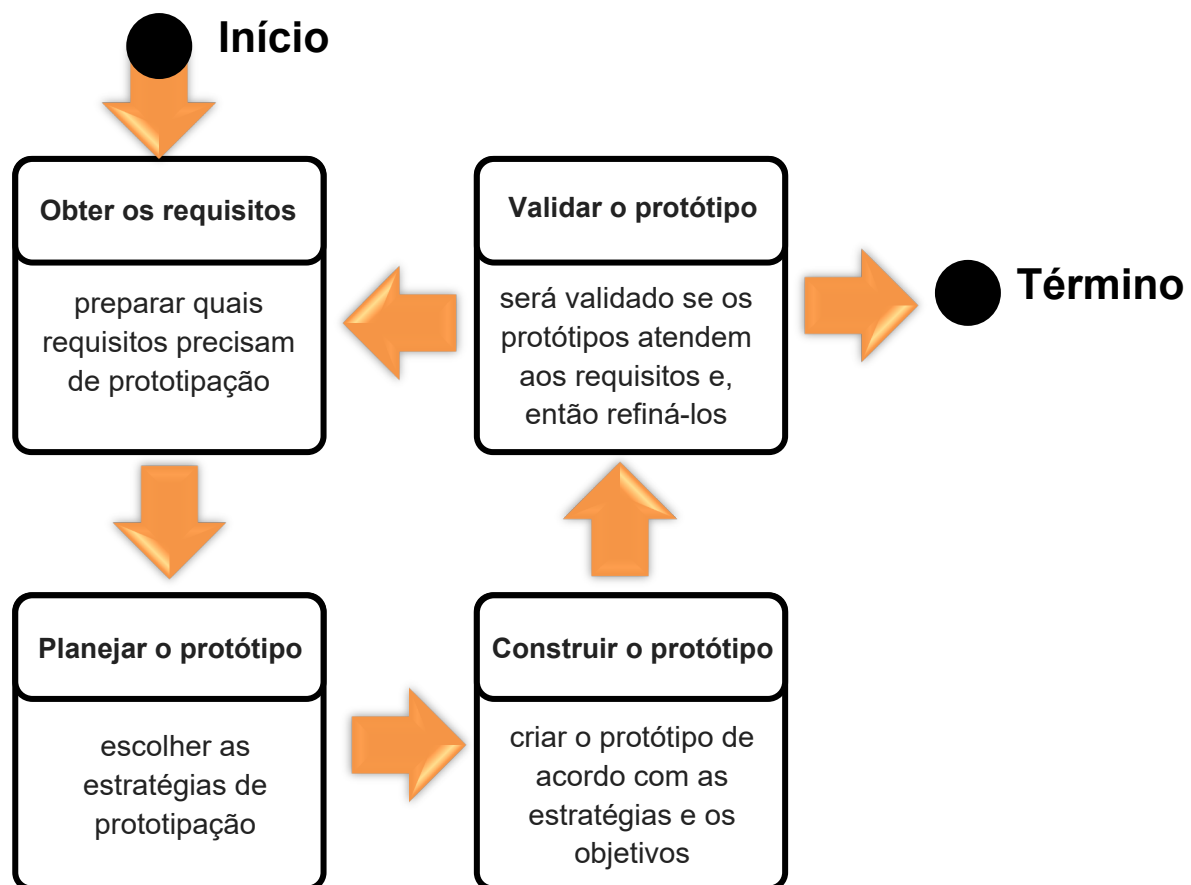 Início
Obter os requisitos
preparar quais
requisitos precisam
de prototipação
Validar o protótipo
será validado se os
protótipos atendem
aos requisitos e,
então refiná-los
Término
Planejar o protótipo
escolher as
estratégias de
prototipação
Construir o protótipo
criar o protótipo de
acordo com as
estratégias e os
objetivos